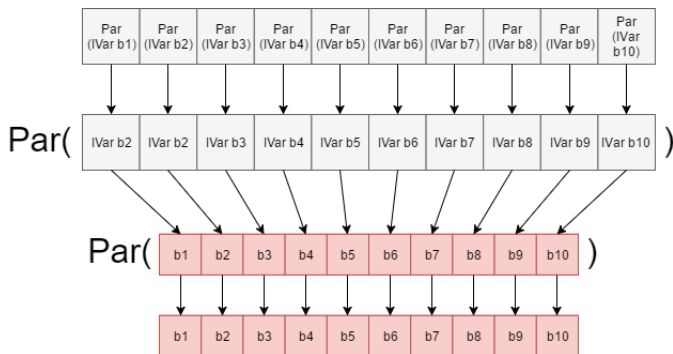 Par (IVar b1) Par (IVar b2) Par (IVar b3) Par (IVar b4) Par (IVar b5) Par (IVar b6) Par (IVar b7) Par (IVar b8) Par (IVar b9) Par (IVar b10)
Par( IVar b2 IVar b2 IVar b3 IVar b4 IVar b5 IVar b6 IVar b7 IVar b8 IVar b9 IVar b10 )
Par( b1 b2 b3 b4 b5 b6 b7 b8 b9 b10 )
b1 b2 b3 b4 b5 b6 b7 b8 b9 b10